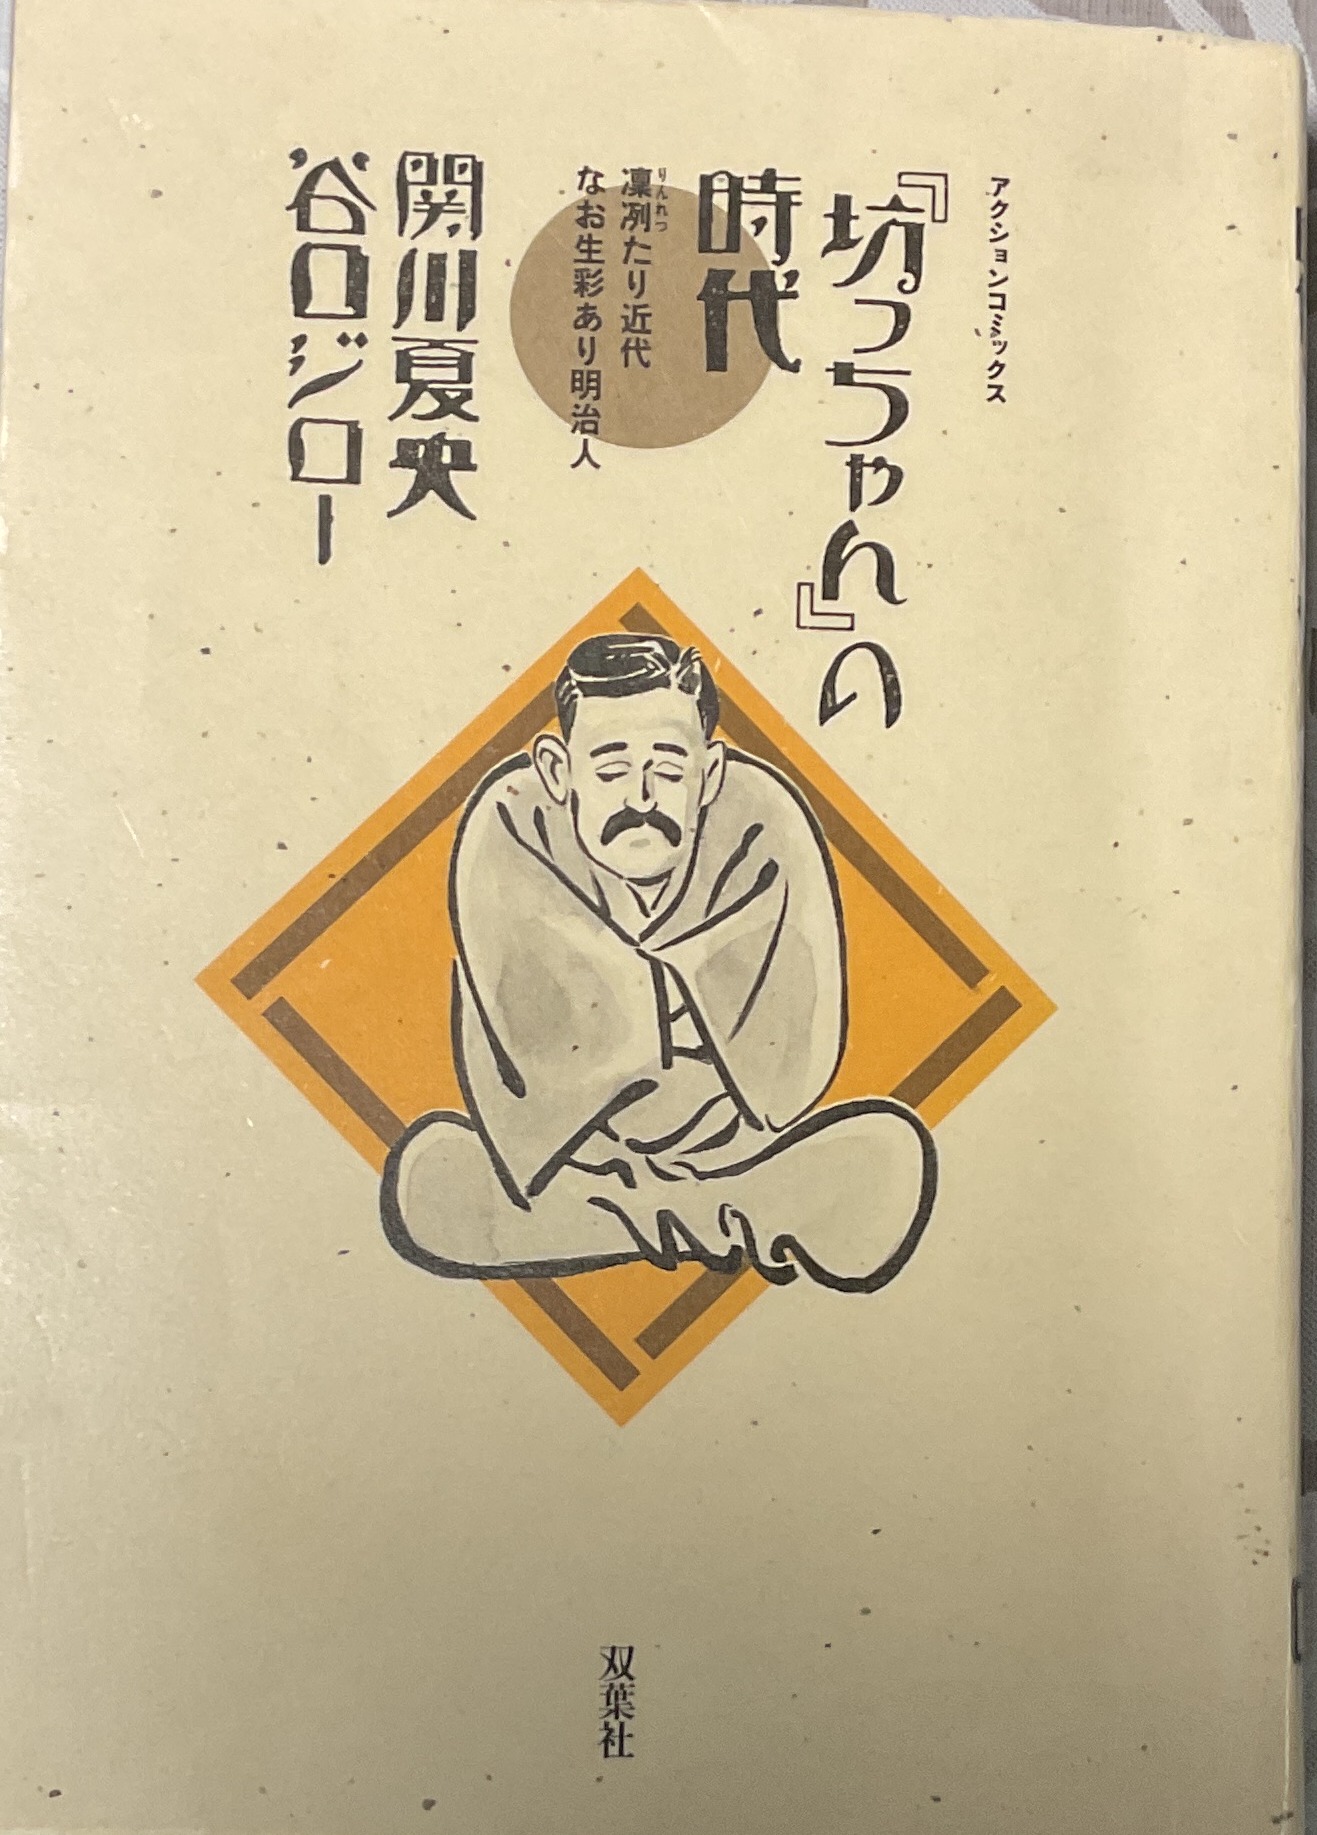 アクションコミックス
『坊っちゃん』の
時代
凜冽たり近代
りんれつ
なお生彩あり明治人
関川夏央
谷口ジロー
双葉社